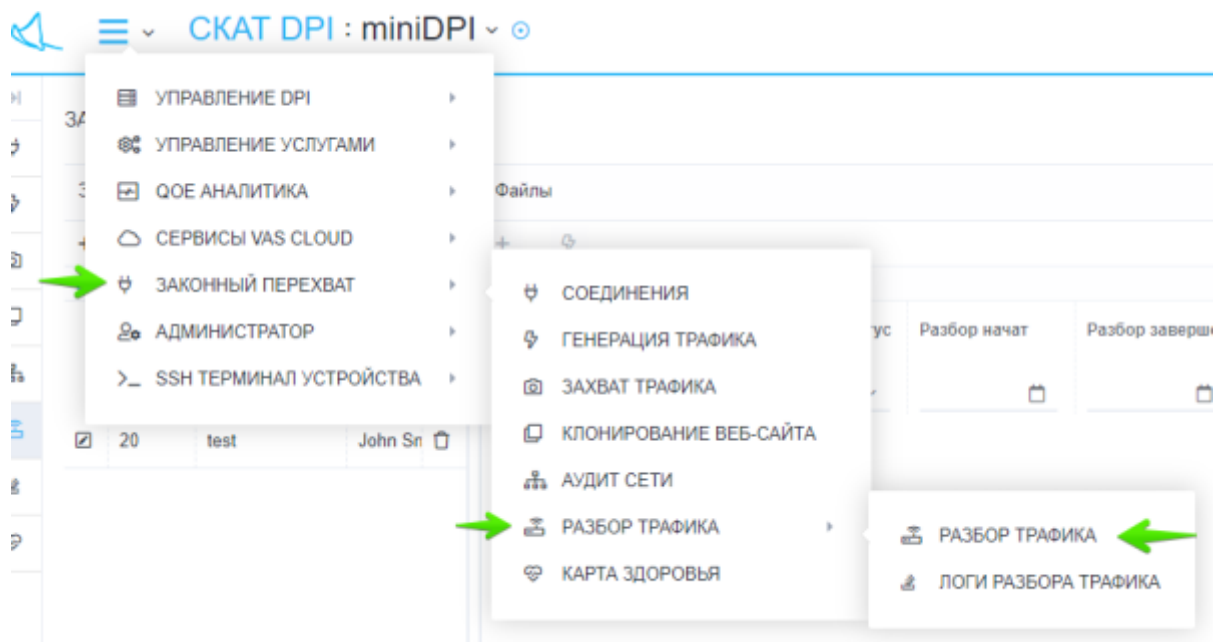 СКАТ DPI : miniDPI
УПРАВЛЕНИЕ DPI
УПРАВЛЕНИЕ УСЛУГАМИ
QOE АНАЛИТИКА
СЕРВИСЫ VAS CLOUD
ЗАКОННЫЙ ПЕРЕХВАТ
АДМИНИСТРАТОР
SSH ТЕРМИНАЛ УСТРОЙСТВА
Файлы
СОЕДИНЕНИЯ
ГЕНЕРАЦИЯ ТРАФИКА
ЗАХВАТ ТРАФИКА
КЛОНИРОВАНИЕ ВЕБ-САЙТА
АУДИТ СЕТИ
РАЗБОР ТРАФИКА
КАРТА ЗДОРОВЬЯ
Разбор начат
Разбор
20 test John
РАЗБОР ТРАФИКА
ЛОГИ РАЗБОРА ТРАФИКА